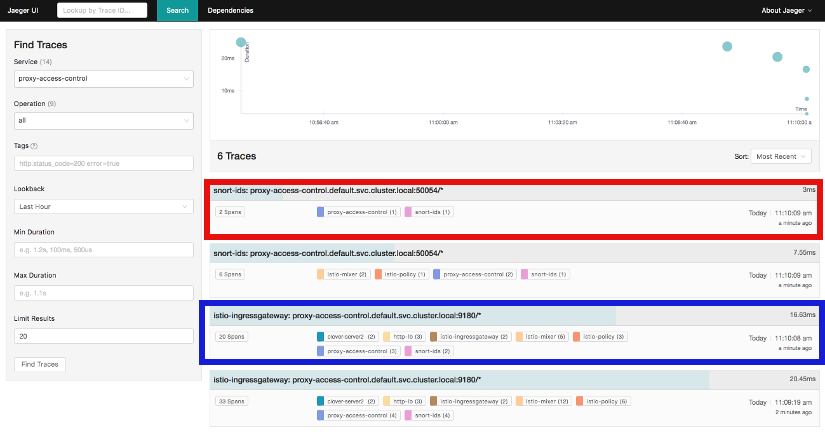 Jaeger UI Lookup by Trace ID... Search Dependencies About Jaeger
Find Traces
Service (14)
proxy-access-control
Operation (9)
all
Tags
http.status_code=200 error=true
Lookback
Last Hour
Min Duration
e.g. 1.2s, 100ms, 500us
Max Duration
e.g. 1.1s
Limit Results
20
Find Traces
Duration
20ms
10ms
Time
10:56:40 am 11:00:00 am 11:03:20 am 11:06:40 am 11:10:00 a
6 Traces Sort: Most Recent
snort-ids: proxy-access-control.default.svc.cluster.local:50054/* 3ms
2 Spans proxy-access-control (1) snort-ids (1) Today 11:10:09 am
a minute ago
snort-ids: proxy-access-control.default.svc.cluster.local:50054/* 7.55ms
6 Spans istio-mixer (2) istio-policy (1) proxy-access-control (2) snort-ids (1) Today 11:10:09 am
a minute ago
istio-ingressgateway: proxy-access-control.default.svc.cluster.local:9180/* 16.63ms
20 Spans clover-server2 (2) http-lb (3) istio-ingressgateway (2) istio-mixer (6) istio-policy (3) Today 11:10:08 am
proxy-access-control (3) snort-ids (2) a minute ago
istio-ingressgateway: proxy-access-control.default.svc.cluster.local:9180/* 20.45ms
33 Spans clover-server2 (2) http-lb (3) istio-ingressgateway (2) istio-mixer (12) istio-policy (6) Today 11:09:19 am
proxy-access-control (4) snort-ids (4) 2 minutes ago